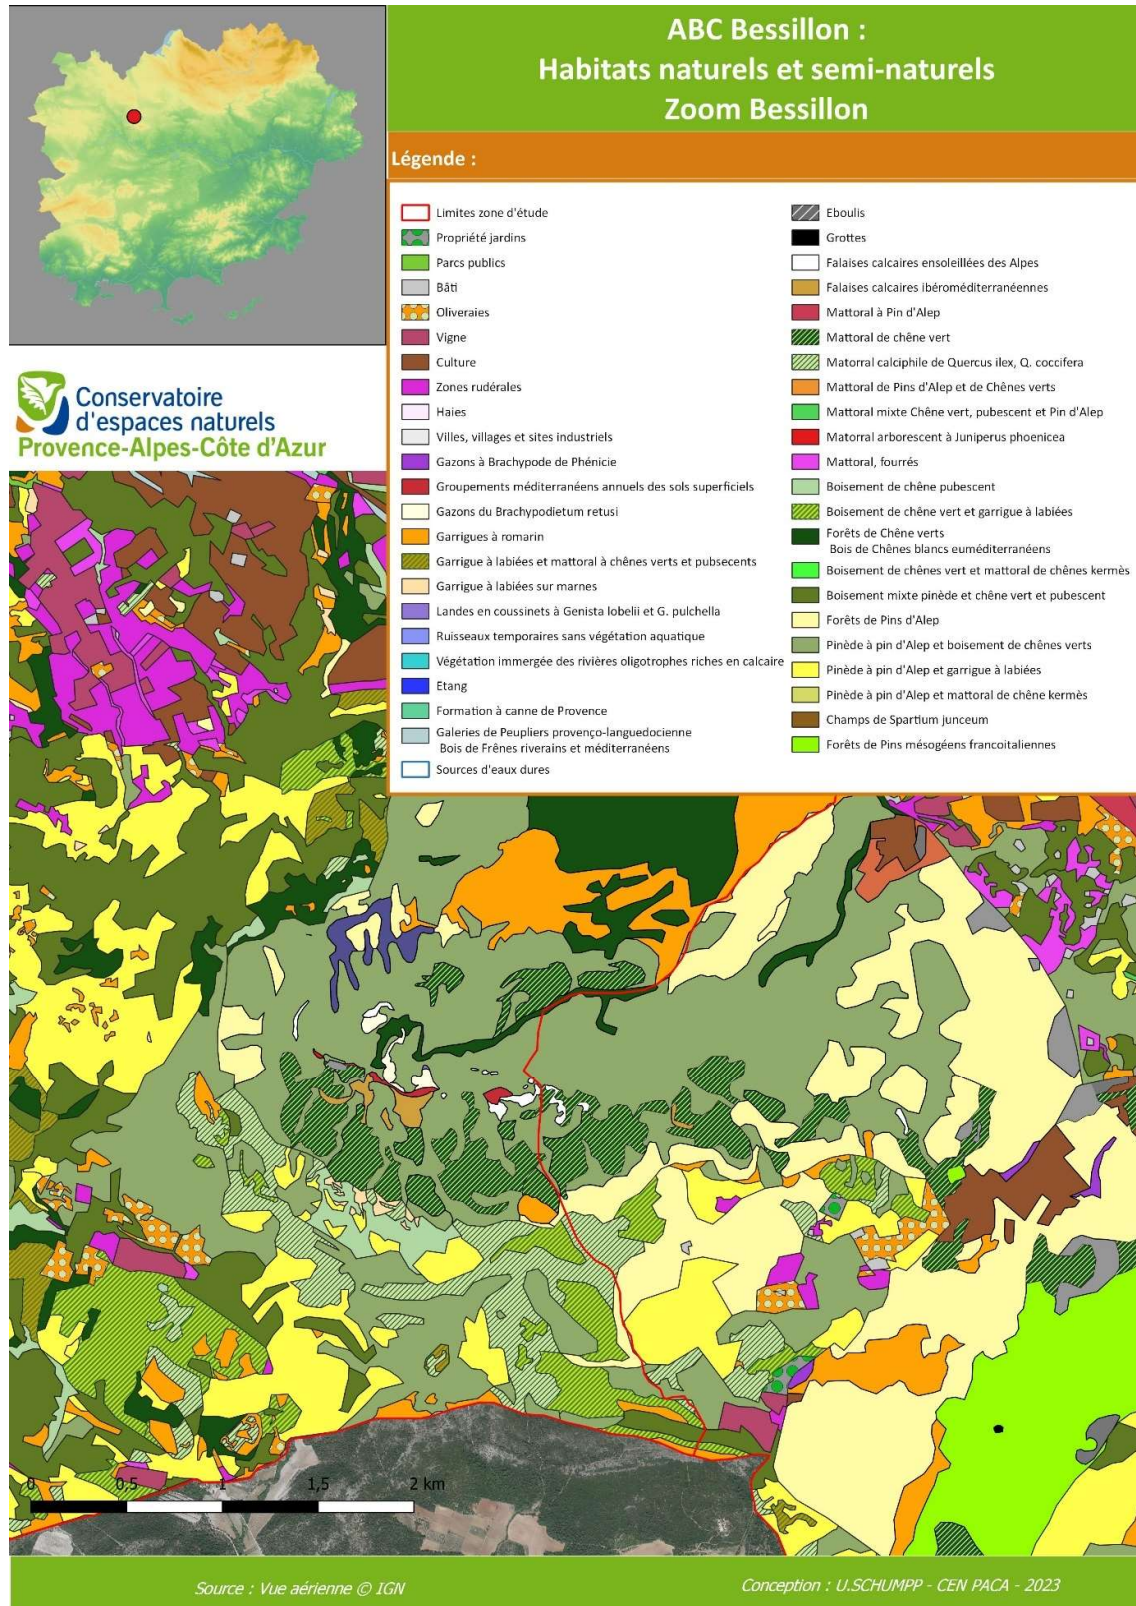 ABC Bessillon :
Habitats naturels et semi-naturels
Zoom Bessillon
Légende :
Limites zone d'étude
Propriété jardins
Parcs publics
Bâti
Oliveraies
Vigne
Culture
Zones rudérales
Haies
Villes, villages et sites industriels
Gazons à Brachypode de Phénicie
Groupements méditerranéens annuels des sols superficiels
Gazons du Brachypodietum retusi
Garrigues à romarin
Garrigue à labiées et mattoral à chênes verts et pubsecents
Garrigue à labiées sur marnes
Landes en coussinets à Genista lobelii et G. pulchella
Ruisseaux temporaires sans végétation aquatique
Végétation immergée des rivières oligotrophes riches en calcaire
Etang
Formation à canne de Provence
Galeries de Peupliers provenço-languedocienne
Bois de Frênes riverains et méditerranéens
Sources d'eaux dures
Eboulis
Grottes
Falaises calcaires ensoleillées des Alpes
Falaises calcaires ibéroméditerranéennes
Mattoral à Pin d'Alep
Mattoral de chêne vert
Matorral calciphile de Quercus ilex, Q. coccifera
Mattoral de Pins d'Alep et de Chênes verts
Mattoral mixte Chêne vert, pubescent et Pin d'Alep
Matorral arborescent à Juniperus phoenicea
Mattoral, fourrés
Boisement de chêne pubescent
Boisement de chêne vert et garrigue à labiées
Forêts de Chêne verts
Bois de Chênes blancs euméditerranéens
Boisement de chênes vert et mattoral de chênes kermès
Boisement mixte pinède et chêne vert et pubescent
Forêts de Pins d'Alep
Pinède à pin d'Alep et boisement de chênes verts
Pinède à pin d'Alep et garrigue à labiées
Pinède à pin d'Alep et mattoral de chêne kermès
Champs de Spartium junceum
Forêts de Pins mésogéens francoitaliennes
Conservatoire
d'espaces naturels
Provence-Alpes-Côte d'Azur
0 0,5 1 1,5 2 km
Source : Vue aérienne © IGN
Conception : U.SCHUMPP - CEN PACA - 2023